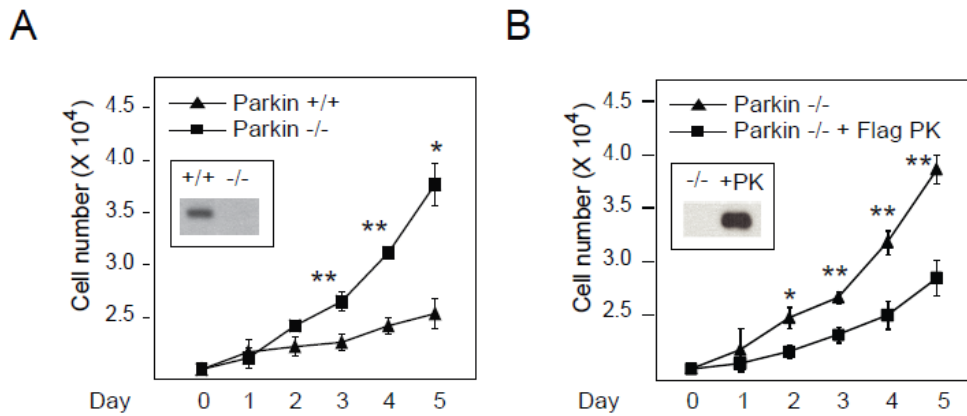 A
Cell number (X 10⁴)
4.5
4.0
3.5
3.0
2.5
Parkin +/+
Parkin -/-
+/+ -/-
**
**
*
Day 0 1 2 3 4 5
B
Cell number (X 10⁴)
4.5
4.0
3.5
3.0
2.5
Parkin -/-
Parkin -/- + Flag PK
-/- +PK
*
**
**
**
Day 0 1 2 3 4 5